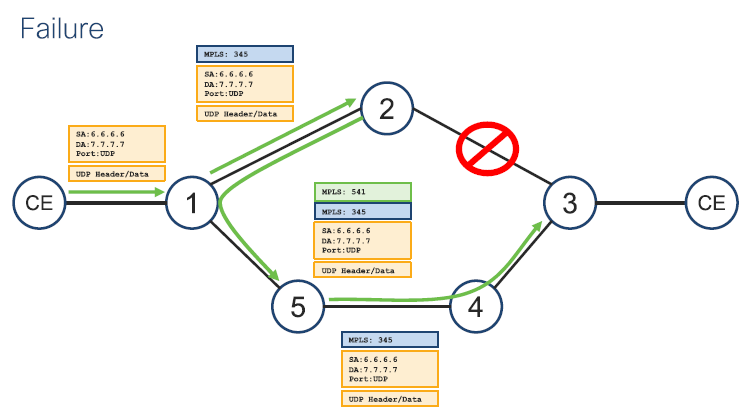 Failure
MPLS: 345
SA:6.6.6.6
DA:7.7.7.7
Port:UDP
UDP Header/Data
SA:6.6.6.6
DA:7.7.7.7
Port:UDP
UDP Header/Data
2
CE
1
MPLS: 541
MPLS: 345
SA:6.6.6.6
DA:7.7.7.7
Port:UDP
UDP Header/Data
3
CE
5
4
MPLS: 345
SA:6.6.6.6
DA:7.7.7.7
Port:UDP
UDP Header/Data